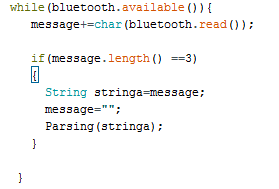 while(bluetooth.available()){
message+=char(bluetooth.read());
if(message.length() ==3)
{
String stringa=message;
message="";
Parsing(stringa);
}
}